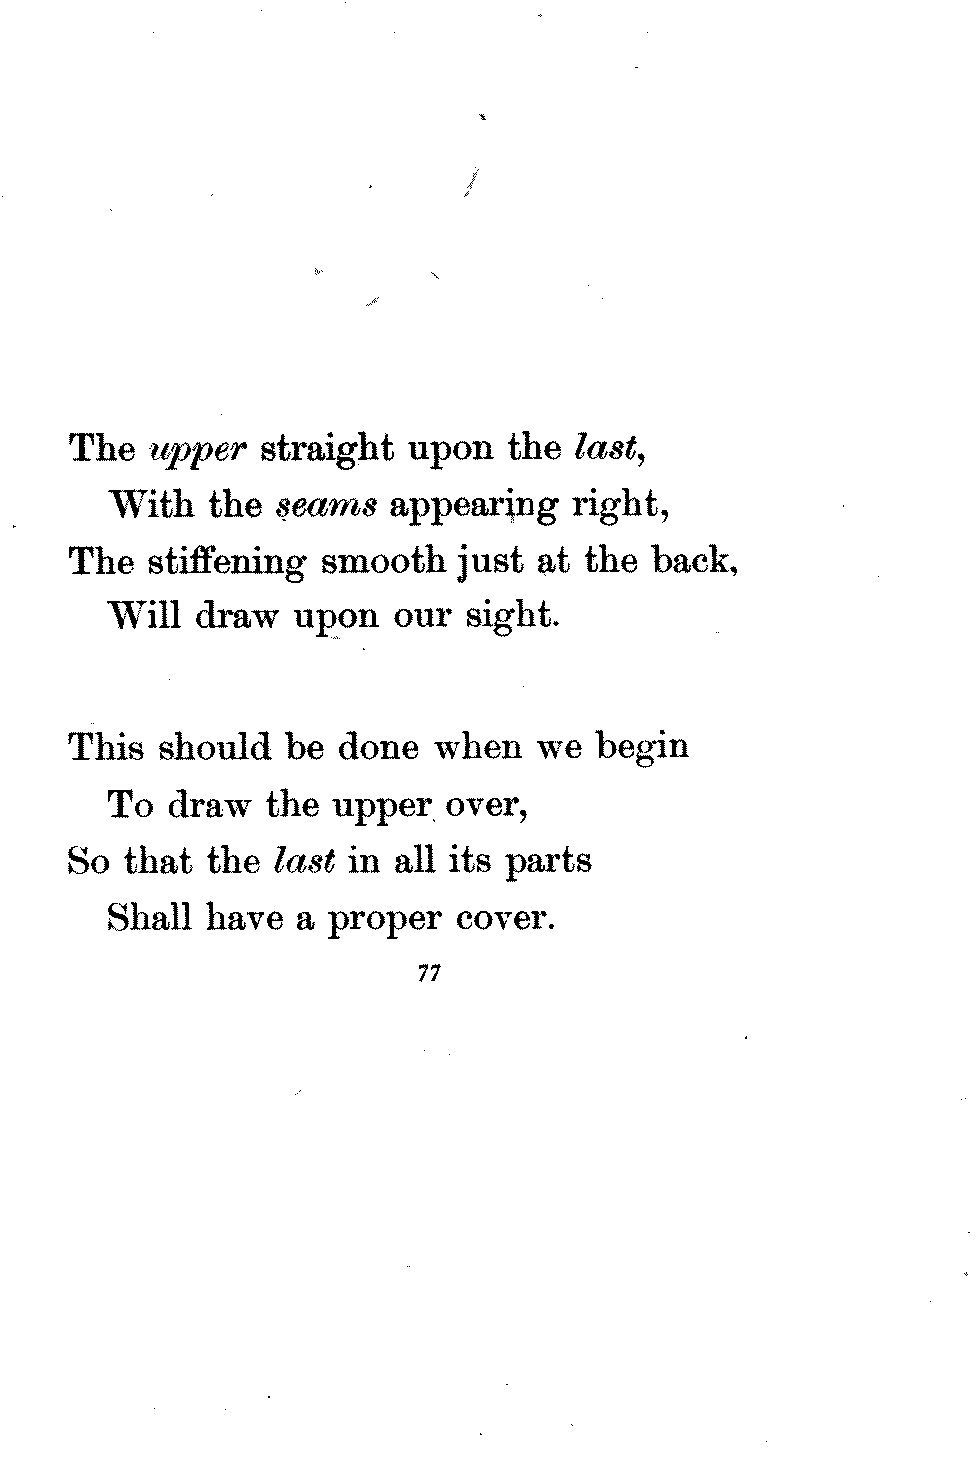 The upper straight upon the last,
With the seams appearing right,
The stiffening smooth just at the back,
Will draw upon our sight.
This should be done when we begin
To draw the upper over,
So that the last in all its parts
Shall have a proper cover.
77